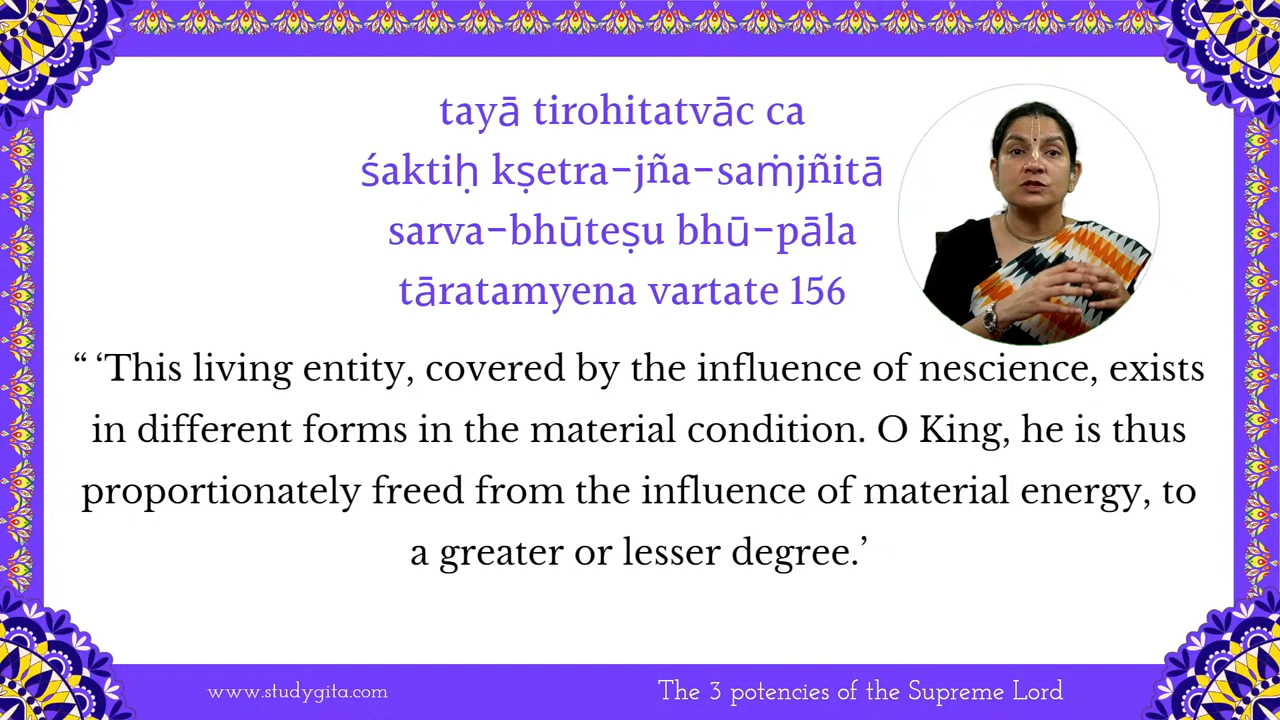 tayā tirohitatvāc ca
śaktiḥ kṣetra-jña-saṁjñitā
sarva-bhūteṣu bhū-pāla
tāratamyena vartate 156
“ ‘This living entity, covered by the influence of nescience, exists
in different forms in the material condition. O King, he is thus
proportionately freed from the influence of material energy, to
a greater or lesser degree.’
www.studygita.com
The 3 potencies of the Supreme Lord